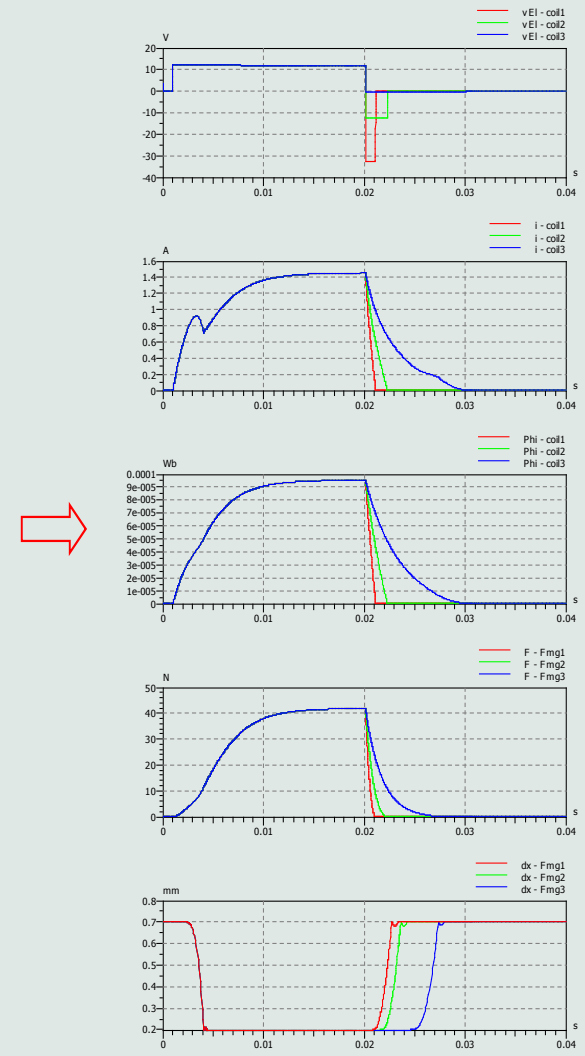 v El - coil1
v El - coil2
v El - coil3
V
20
10
0
-10
-20
-30
-40
0
0.01
0.02
0.03
0.04
s
i - coil1
i - coil2
i - coil3
A
1.6
1.4
1.2
1
0.8
0.6
0.4
0.2
0
0
0.01
0.02
0.03
0.04
s
Phi - coil1
Phi - coil2
Phi - coil3
Wb
0.0001
9e-005
8e-005
7e-005
6e-005
5e-005
4e-005
3e-005
2e-005
1e-005
0
0
0.01
0.02
0.03
0.04
s
F - Fmg1
F - Fmg2
F - Fmg3
N
50
40
30
20
10
0
0
0.01
0.02
0.03
0.04
s
dx - Fmg1
dx - Fmg2
dx - Fmg3
mm
0.8
0.7
0.6
0.5
0.4
0.3
0.2
0
0.01
0.02
0.03
0.04
s